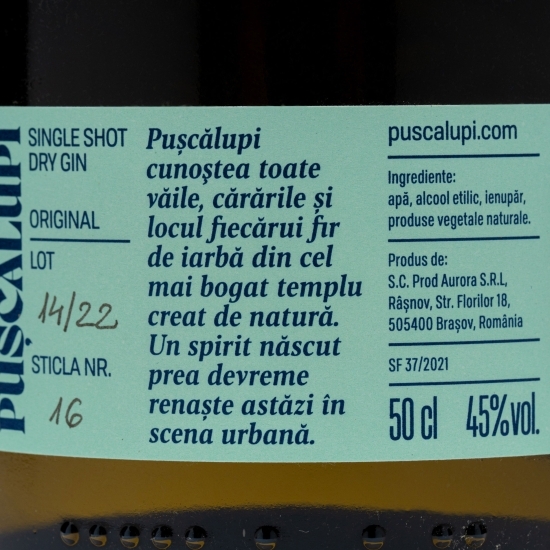 PUȘCALUPI
SINGLE SHOT
DRY GIN
ORIGINAL
LOT
14/22
STICLA NR.
16
Pușcălupi
cunoştea toate
văile, cărările și
locul fiecărui fir
de iarbă din cel
mai bogat templu
creat de natură.
Un spirit născut
prea devreme
renaște astăzi în
scena urbană.
puscalupi.com
Ingrediente:
apă, alcool etilic, ienupăr,
produse vegetale naturale.
Produs de:
S.C. Prod Aurora S.R.L,
Râșnov, Str. Florilor 18,
505400 Brașov, România
SF 37/2021
50 cl 45%vol.